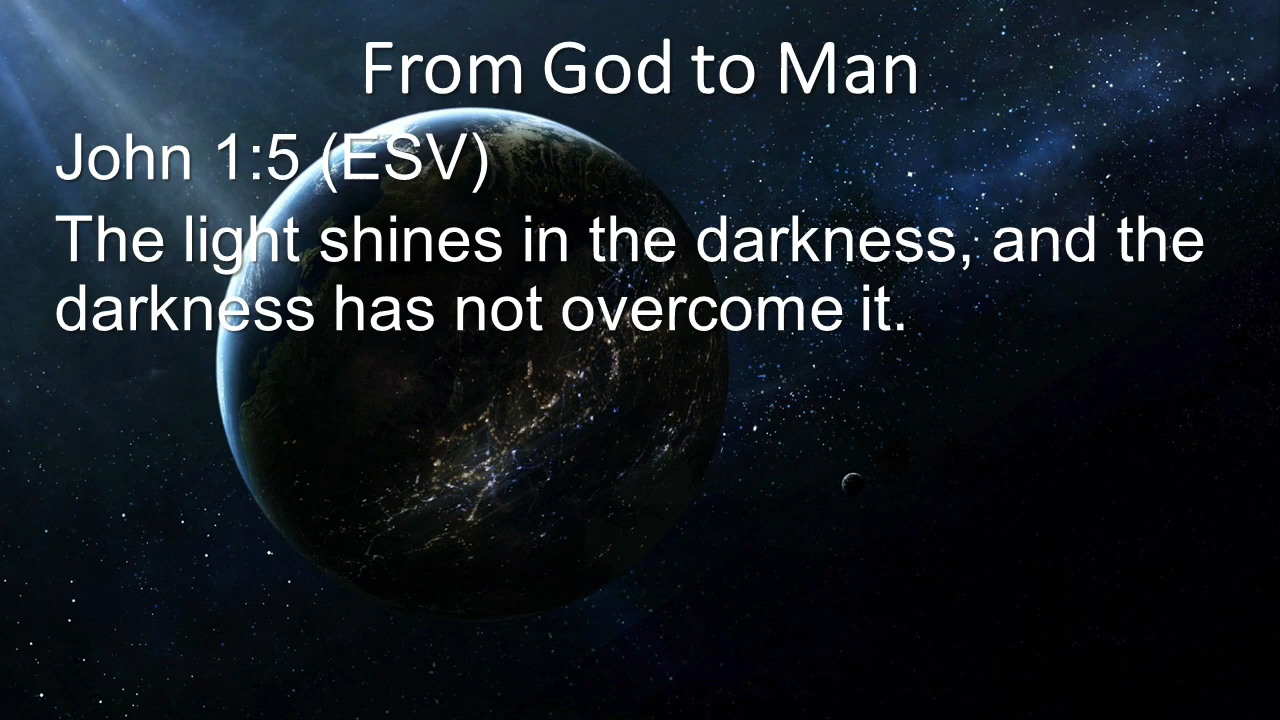 From God to Man
John 1:5 (ESV)
The light shines in the darkness, and the
darkness has not overcome it.